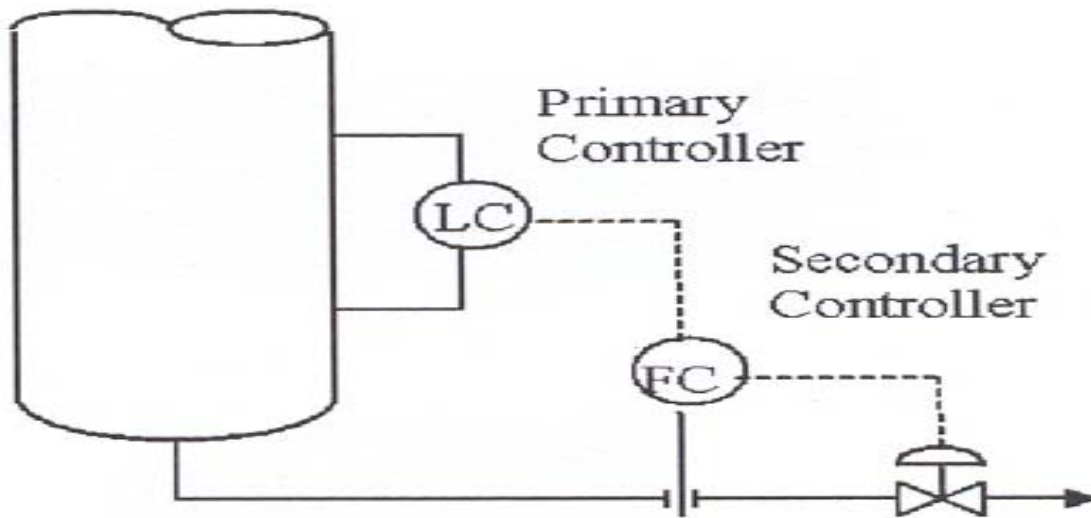 Primary
Controller
LC
Secondary
Controller
FC